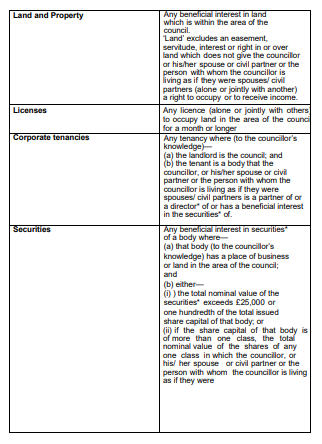 Land and Property
Any beneficial interest in land
which is within the area of the
council.
'Land' excludes an easement,
servitude, interest or right in or over
land which does not give the councillor
or his/her spouse or civil partner or the
person with whom the councillor is
living as if they were spouses/ civil
partners (alone or jointly with another)
a right to occupy or to receive income.
Licenses
Any licence (alone or jointly with others)
to occupy land in the area of the council
for a month or longer
Corporate tenancies
Any tenancy where (to the councillor's
knowledge)—
(a) the landlord is the council; and
(b) the tenant is a body that the
councillor, or his/her spouse or civil
partner or the person with whom the
councillor is living as if they were
spouses/ civil partners is a partner of or
a director* of or has a beneficial interest
in the securities* of.
Securities
Any beneficial interest in securities*
of a body where—
(a) that body (to the councillor's
knowledge) has a place of business
or land in the area of the council;
and
(b) either—
(i) ) the total nominal value of the
securities* exceeds £25,000 or
one hundredth of the total issued
share capital of that body; or
(ii) if the share capital of that body is
of more than one class, the total
nominal value of the shares of any
one class in which the councillor, or
his/ her spouse or civil partner or the
person with whom the councillor is living
as if they were